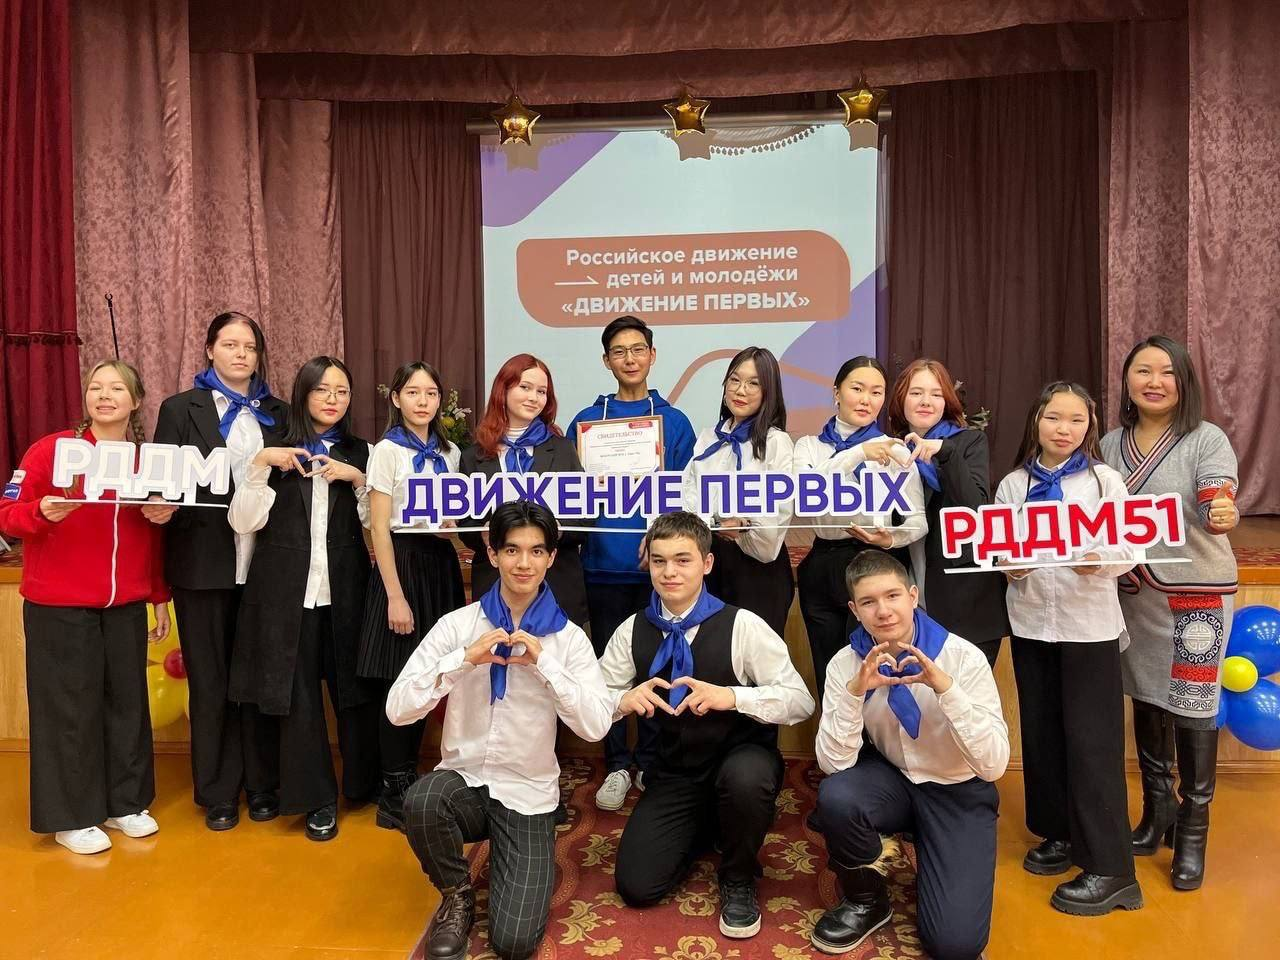 Российское движение
детей и молодёжи
«ДВИЖЕНИЕ ПЕРВЫХ»
СВИДЕТЕЛЬСТВО
РДДМ
ДВИЖЕНИЕ ПЕРВЫХ
РДДМ51